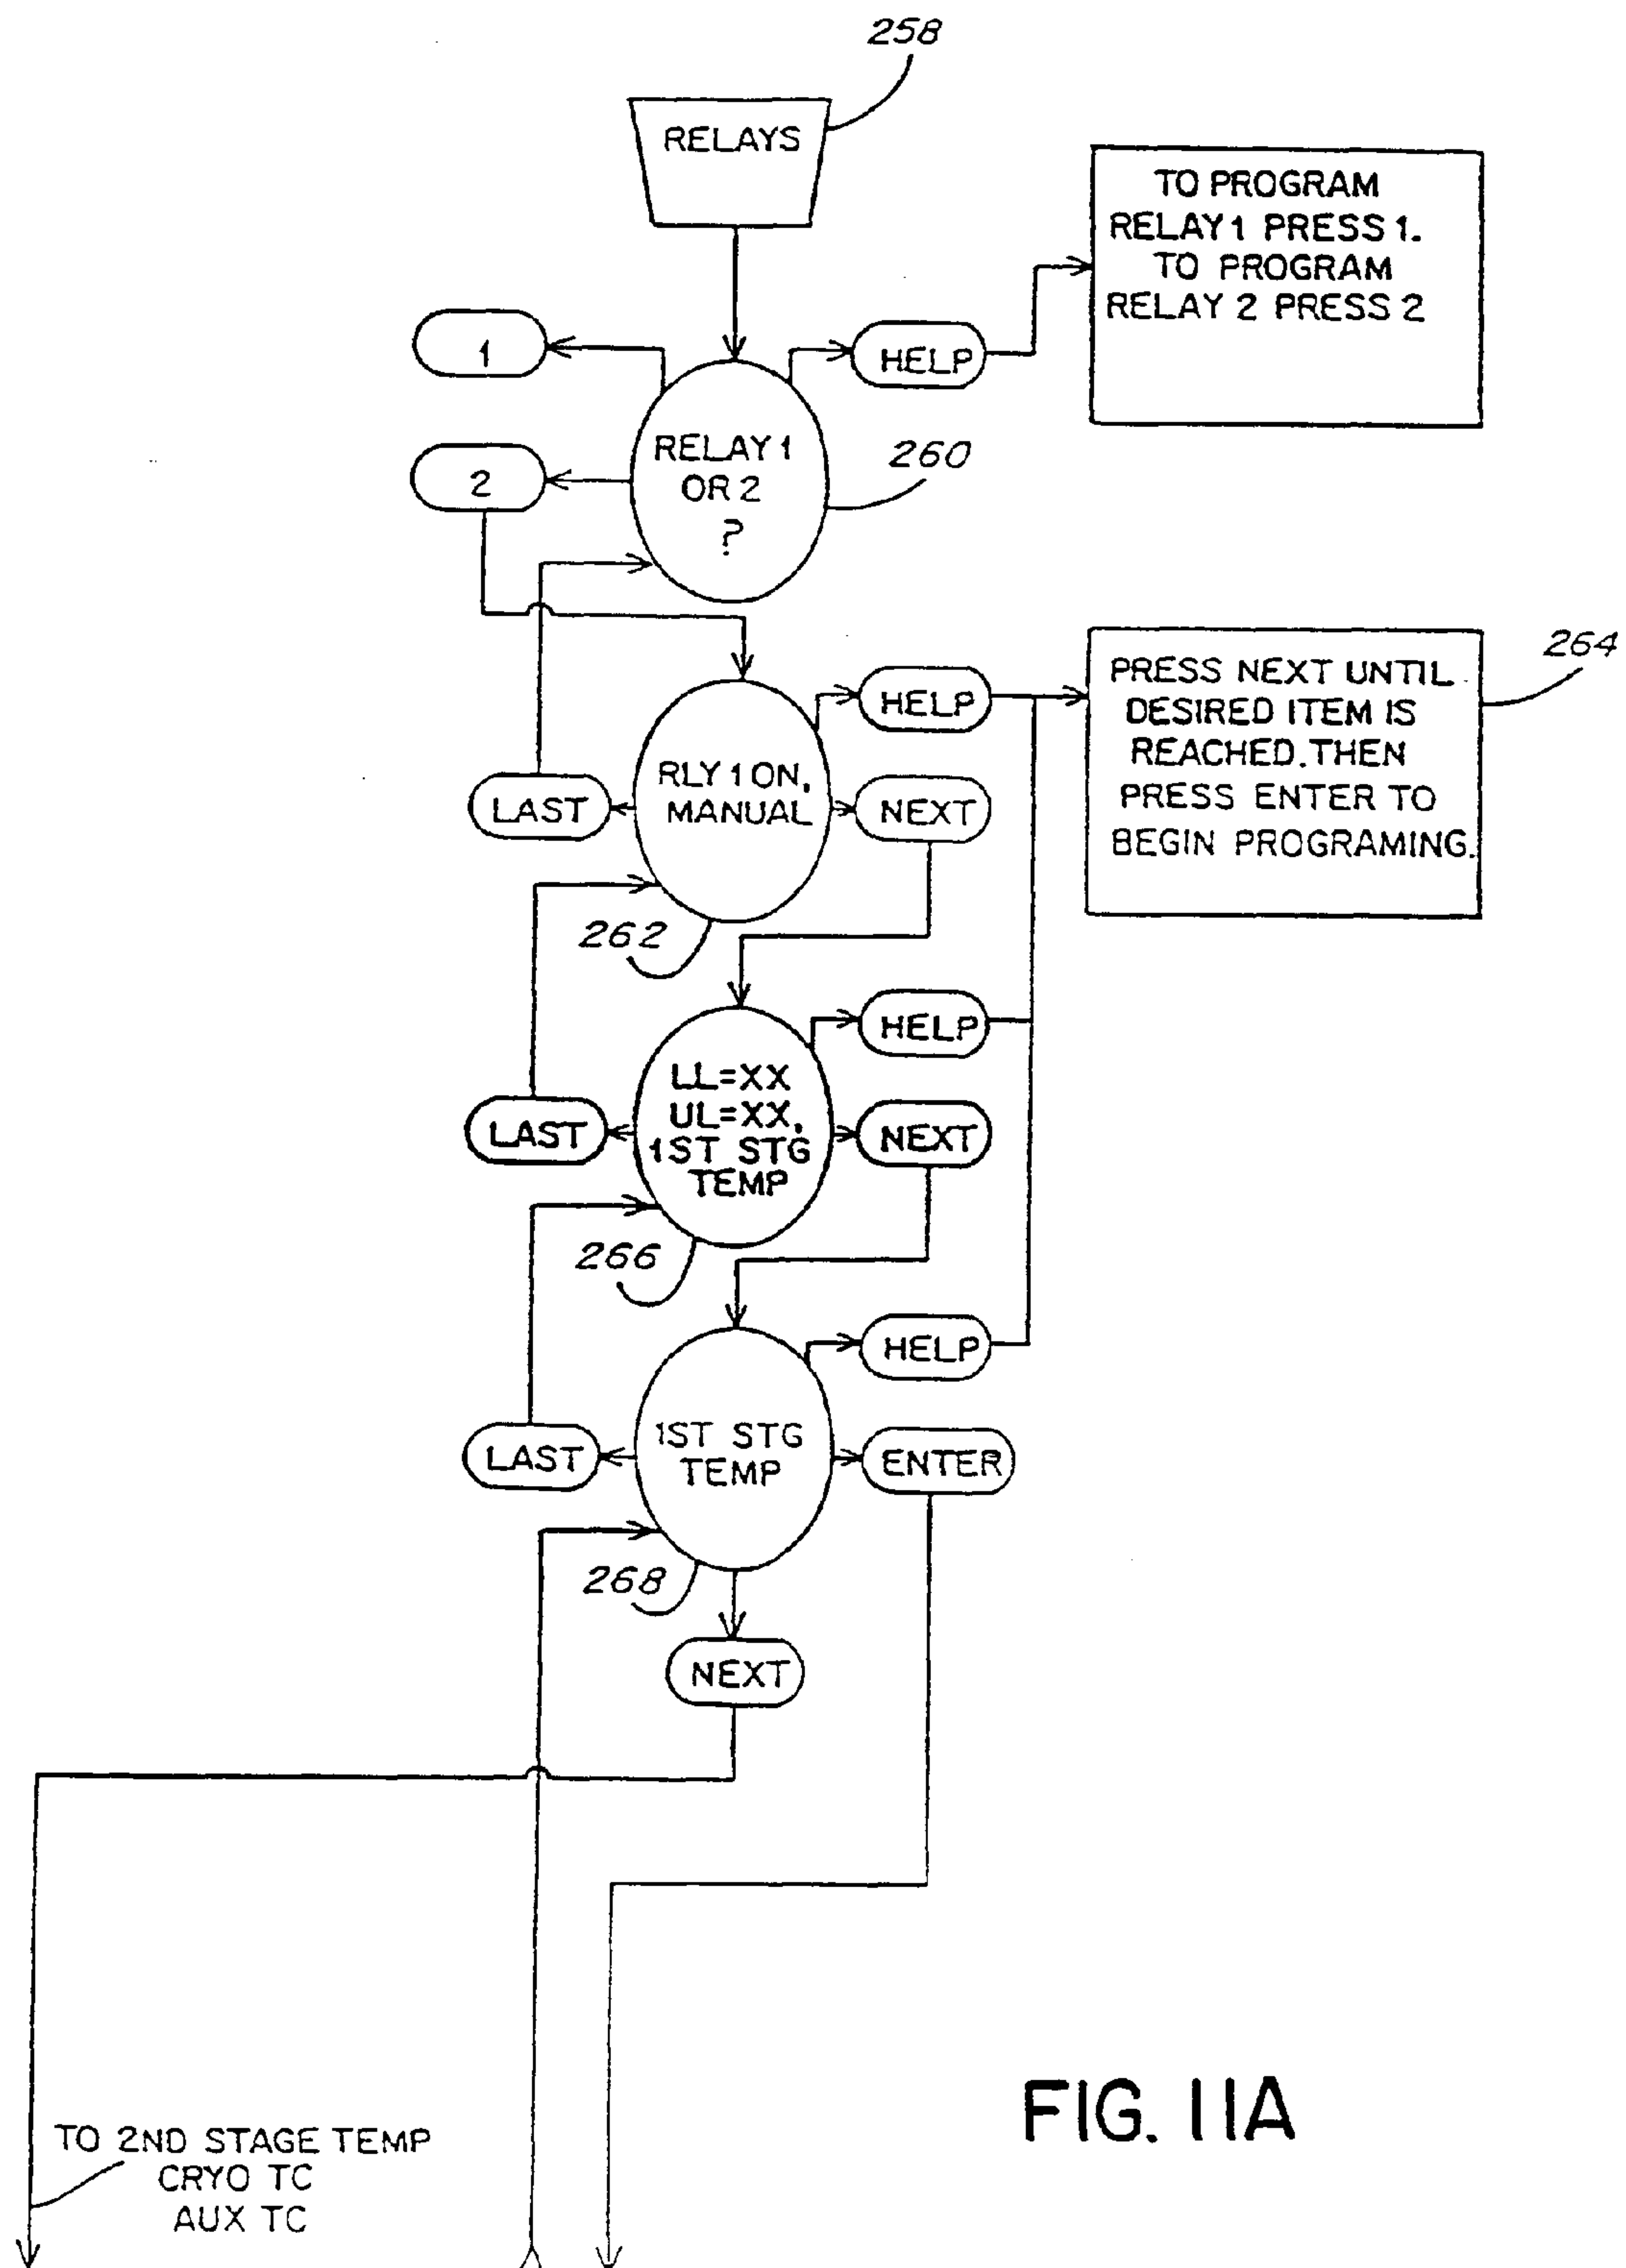 258
RELAYS
TO PROGRAM
RELAY 1 PRESS 1.
TO PROGRAM
RELAY 2 PRESS 2
1
HELP
2
RELAY 1
OR 2
?
260
HELP
PRESS NEXT UNTIL
DESIRED ITEM IS
REACHED. THEN
PRESS ENTER TO
BEGIN PROGRAMING.
264
LAST
RLY 1 ON,
MANUAL
NEXT
262
HELP
LAST
LL=XX
UL=XX,
1ST STG
TEMP
NEXT
266
HELP
LAST
1ST STG
TEMP
ENTER
268
NEXT
TO 2ND STAGE TEMP
CRYO TC
AUX TC
FIG. 11A